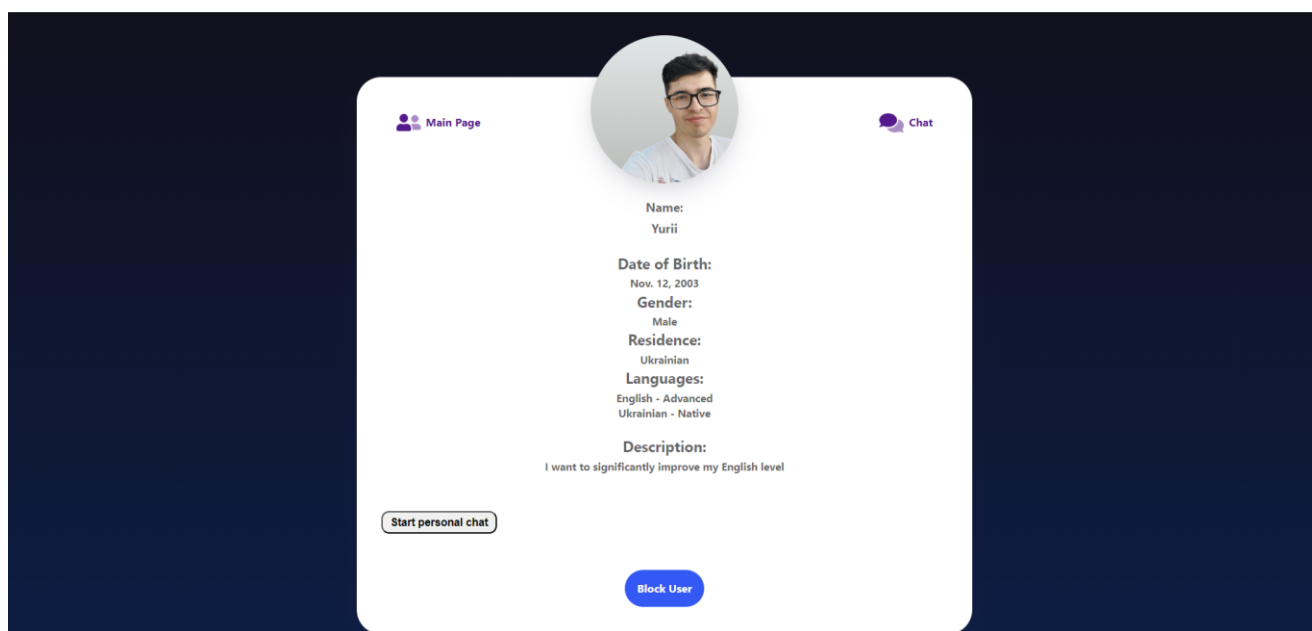 Main Page
Chat
Name:
Yurii
Date of Birth:
Nov. 12, 2003
Gender:
Male
Residence:
Ukrainian
Languages:
English - Advanced
Ukrainian - Native
Description:
I want to significantly improve my English level
Start personal chat
Block User